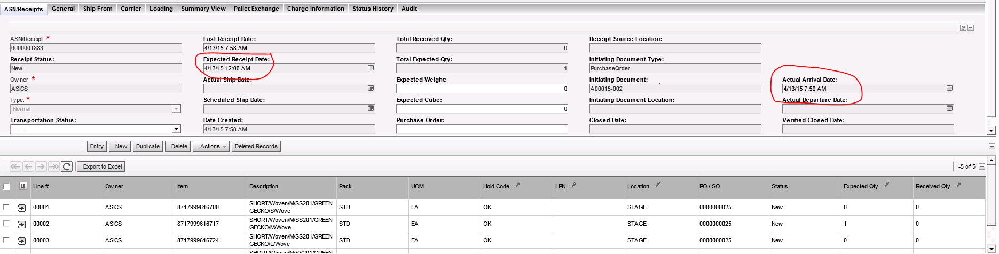 ASN/Receipts General Ship From Carrier Loading Summary View Pallet Exchange Charge Information Status History Audit
?
ASN/Receipt: * Last Receipt Date: Total Received Qty: Receipt Source Location:
0000001883 4/13/15 7:58 AM 0
Receipt Status: Expected Receipt Date: Total Expected Qty: Initiating Document Type:
New 4/13/15 12:00 AM 1 PurchaseOrder
Owner: * Actual Ship Date: Expected Weight: Initiating Document: Actual Arrival Date:
ASICS 0 A00015-002 4/13/15 7:58 AM
Type: * Scheduled Ship Date: Expected Cube: Initiating Document Location: Actual Departure Date:
Normal 0
Transportation Status: Date Created: Purchase Order: Closed Date: Verified Closed Date:
----- 4/13/15 7:58 AM
Entry New Duplicate Delete Actions Deleted Records
Export to Excel 1-5 of 5
Line # Owner Item Description Pack UOM Hold Code LPN Location PO / SO Status Expected Qty Received Qty
00001 ASICS 8717999616700 SHORT/Woven/M/SS201/GREEN STD EA OK STAGE 0000000025 New 0 0
GECKO/S/Wove
00002 ASICS 8717999616717 SHORT/Woven/M/SS201/GREEN STD EA OK STAGE 0000000025 New 1 0
GECKO/M/Wove
00003 ASICS 8717999616724 SHORT/Woven/M/SS201/GREEN STD EA OK STAGE 0000000025 New 0 0
GECKO/L/Wove
SHORT/Woven/M/SS201/GREEN